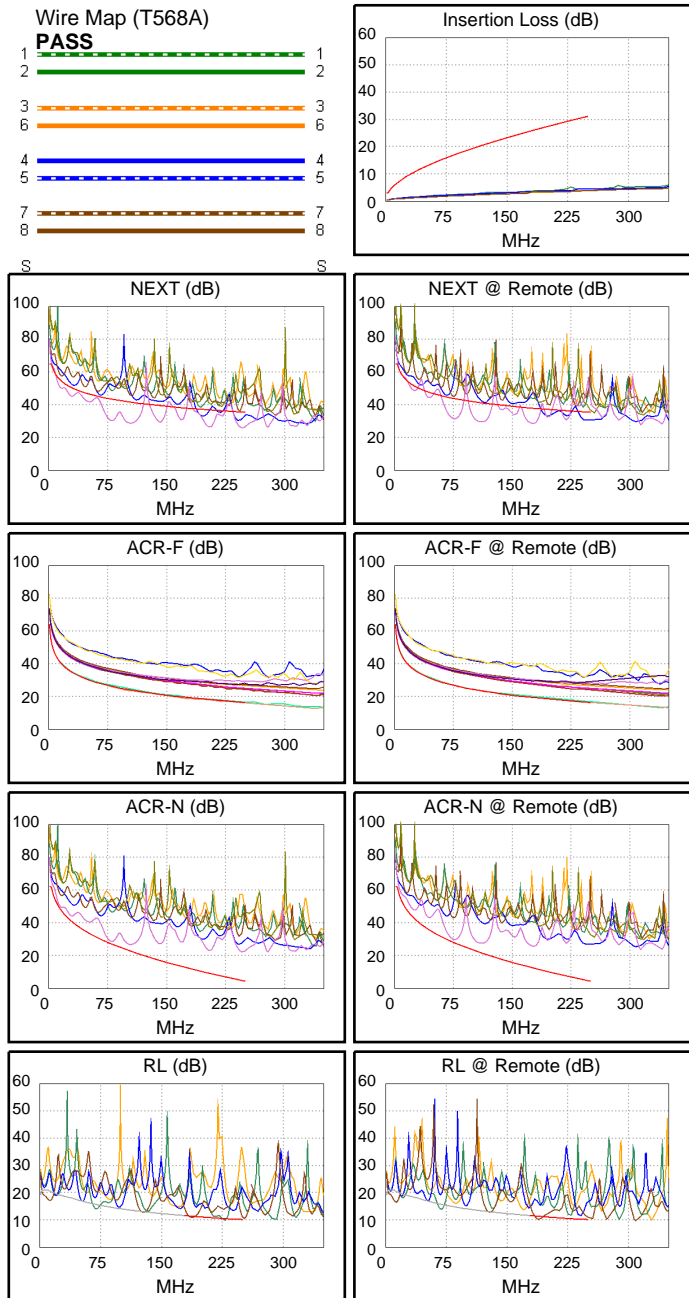 Wire Map (T568A)
PASS
1 1
2 2
3 3
6 6
4 4
5 5
7 7
8 8
S S
Insertion Loss (dB)
60
50
40
30
20
10
0
0 75 150 225 300
MHz
NEXT (dB)
100
80
60
40
20
0
0 75 150 225 300
MHz
NEXT @ Remote (dB)
100
80
60
40
20
0
0 75 150 225 300
MHz
ACR-F (dB)
100
80
60
40
20
0
0 75 150 225 300
MHz
ACR-F @ Remote (dB)
100
80
60
40
20
0
0 75 150 225 300
MHz
ACR-N (dB)
100
80
60
40
20
0
0 75 150 225 300
MHz
ACR-N @ Remote (dB)
100
80
60
40
20
0
0 75 150 225 300
MHz
RL (dB)
60
50
40
30
20
10
0
0 75 150 225 300
MHz
RL @ Remote (dB)
60
50
40
30
20
10
0
0 75 150 225 300
MHz